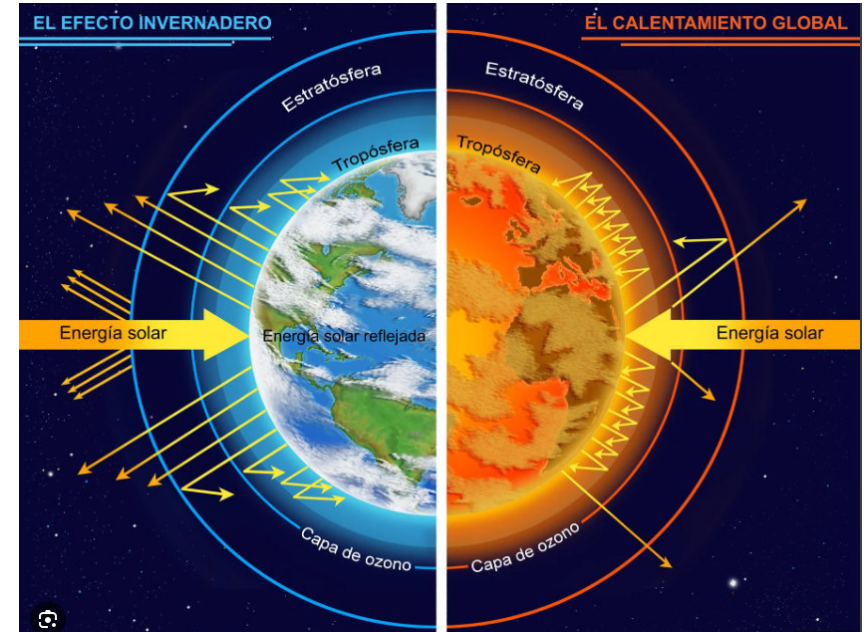 EL EFECTO INVERNADERO
EL CALENTAMIENTO GLOBAL
Estratósfera
Estratósfera
Tropósfera
Tropósfera
Energía solar
Energía solar reflejada
Energía solar
Capa de ozono
Capa de ozono